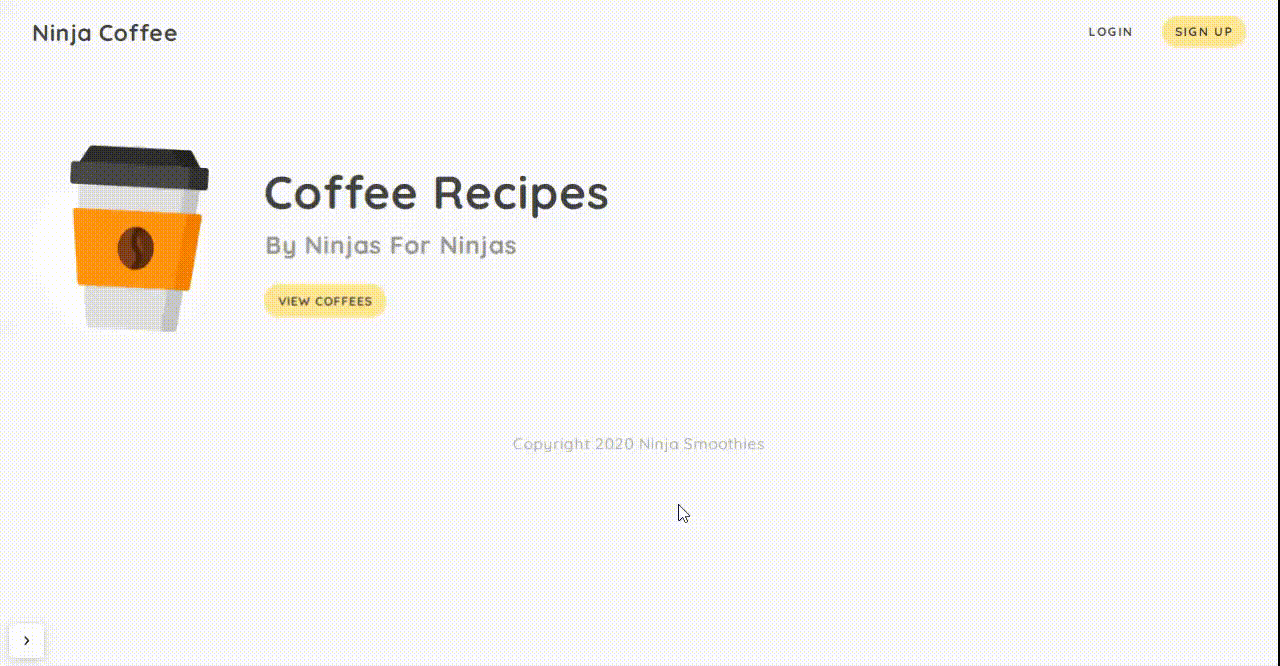 Ninja Coffee
LOGIN
SIGN UP
Coffee Recipes
By Ninjas For Ninjas
VIEW COFFEES
Copyright 2020 Ninja Smoothies